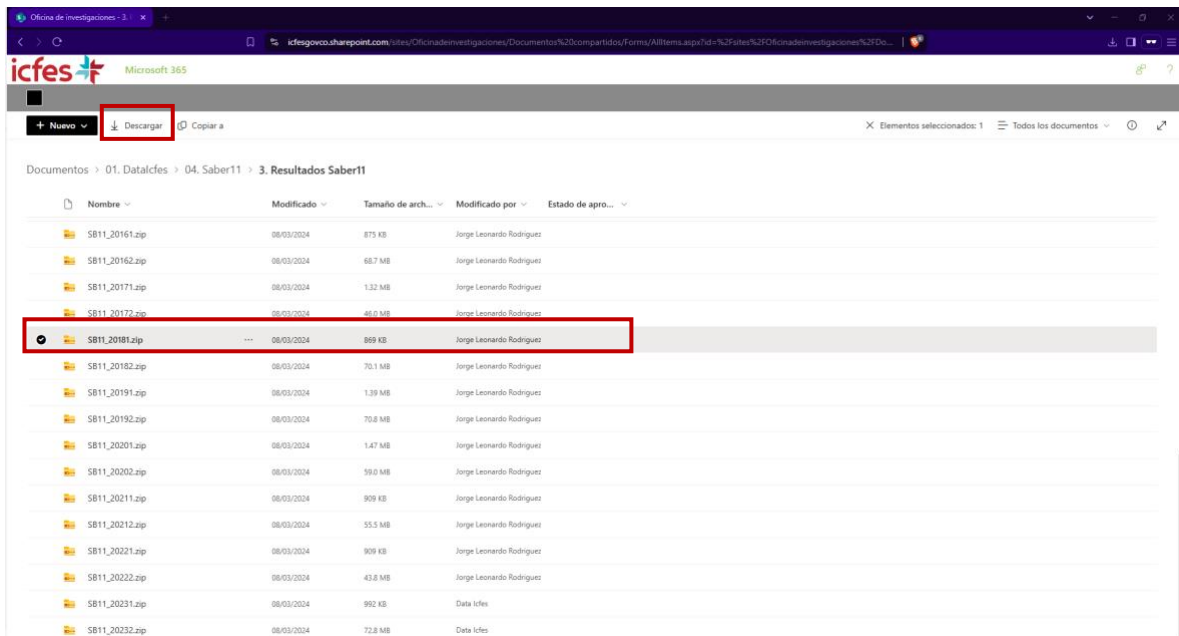 Oficina de investigaciones - 3.
icfesgovco.sharepoint.com/sites/Oficinadeinvestigaciones/Documentos%20compartidos/Forms/AllItems.aspx?id=%2Fsites%2FOficinadeinvestigaciones%2FDo...
icfes Microsoft 365
+ Nuevo Descargar Copiar a Elementos seleccionados: 1 Todos los documentos
Documentos > 01. DataIcfes > 04. Saber11 > 3. Resultados Saber11
Nombre Modificado Tamaño de arch... Modificado por Estado de apro...
SB11_20161.zip 08/03/2024 875 KB Jorge Leonardo Rodriguez
SB11_20162.zip 08/03/2024 68.7 MB Jorge Leonardo Rodriguez
SB11_20171.zip 08/03/2024 1.32 MB Jorge Leonardo Rodriguez
SB11_20172.zip 08/03/2024 46.0 MB Jorge Leonardo Rodriguez
SB11_20181.zip ... 08/03/2024 869 KB Jorge Leonardo Rodriguez
SB11_20182.zip 08/03/2024 70.1 MB Jorge Leonardo Rodriguez
SB11_20191.zip 08/03/2024 1.39 MB Jorge Leonardo Rodriguez
SB11_20192.zip 08/03/2024 70.8 MB Jorge Leonardo Rodriguez
SB11_20201.zip 08/03/2024 1.47 MB Jorge Leonardo Rodriguez
SB11_20202.zip 08/03/2024 59.0 MB Jorge Leonardo Rodriguez
SB11_20211.zip 08/03/2024 909 KB Jorge Leonardo Rodriguez
SB11_20212.zip 08/03/2024 55.5 MB Jorge Leonardo Rodriguez
SB11_20221.zip 08/03/2024 909 KB Jorge Leonardo Rodriguez
SB11_20222.zip 08/03/2024 43.8 MB Jorge Leonardo Rodriguez
SB11_20231.zip 08/03/2024 992 KB Data Icfes
SB11_20232.zip 08/03/2024 72.8 MB Data Icfes